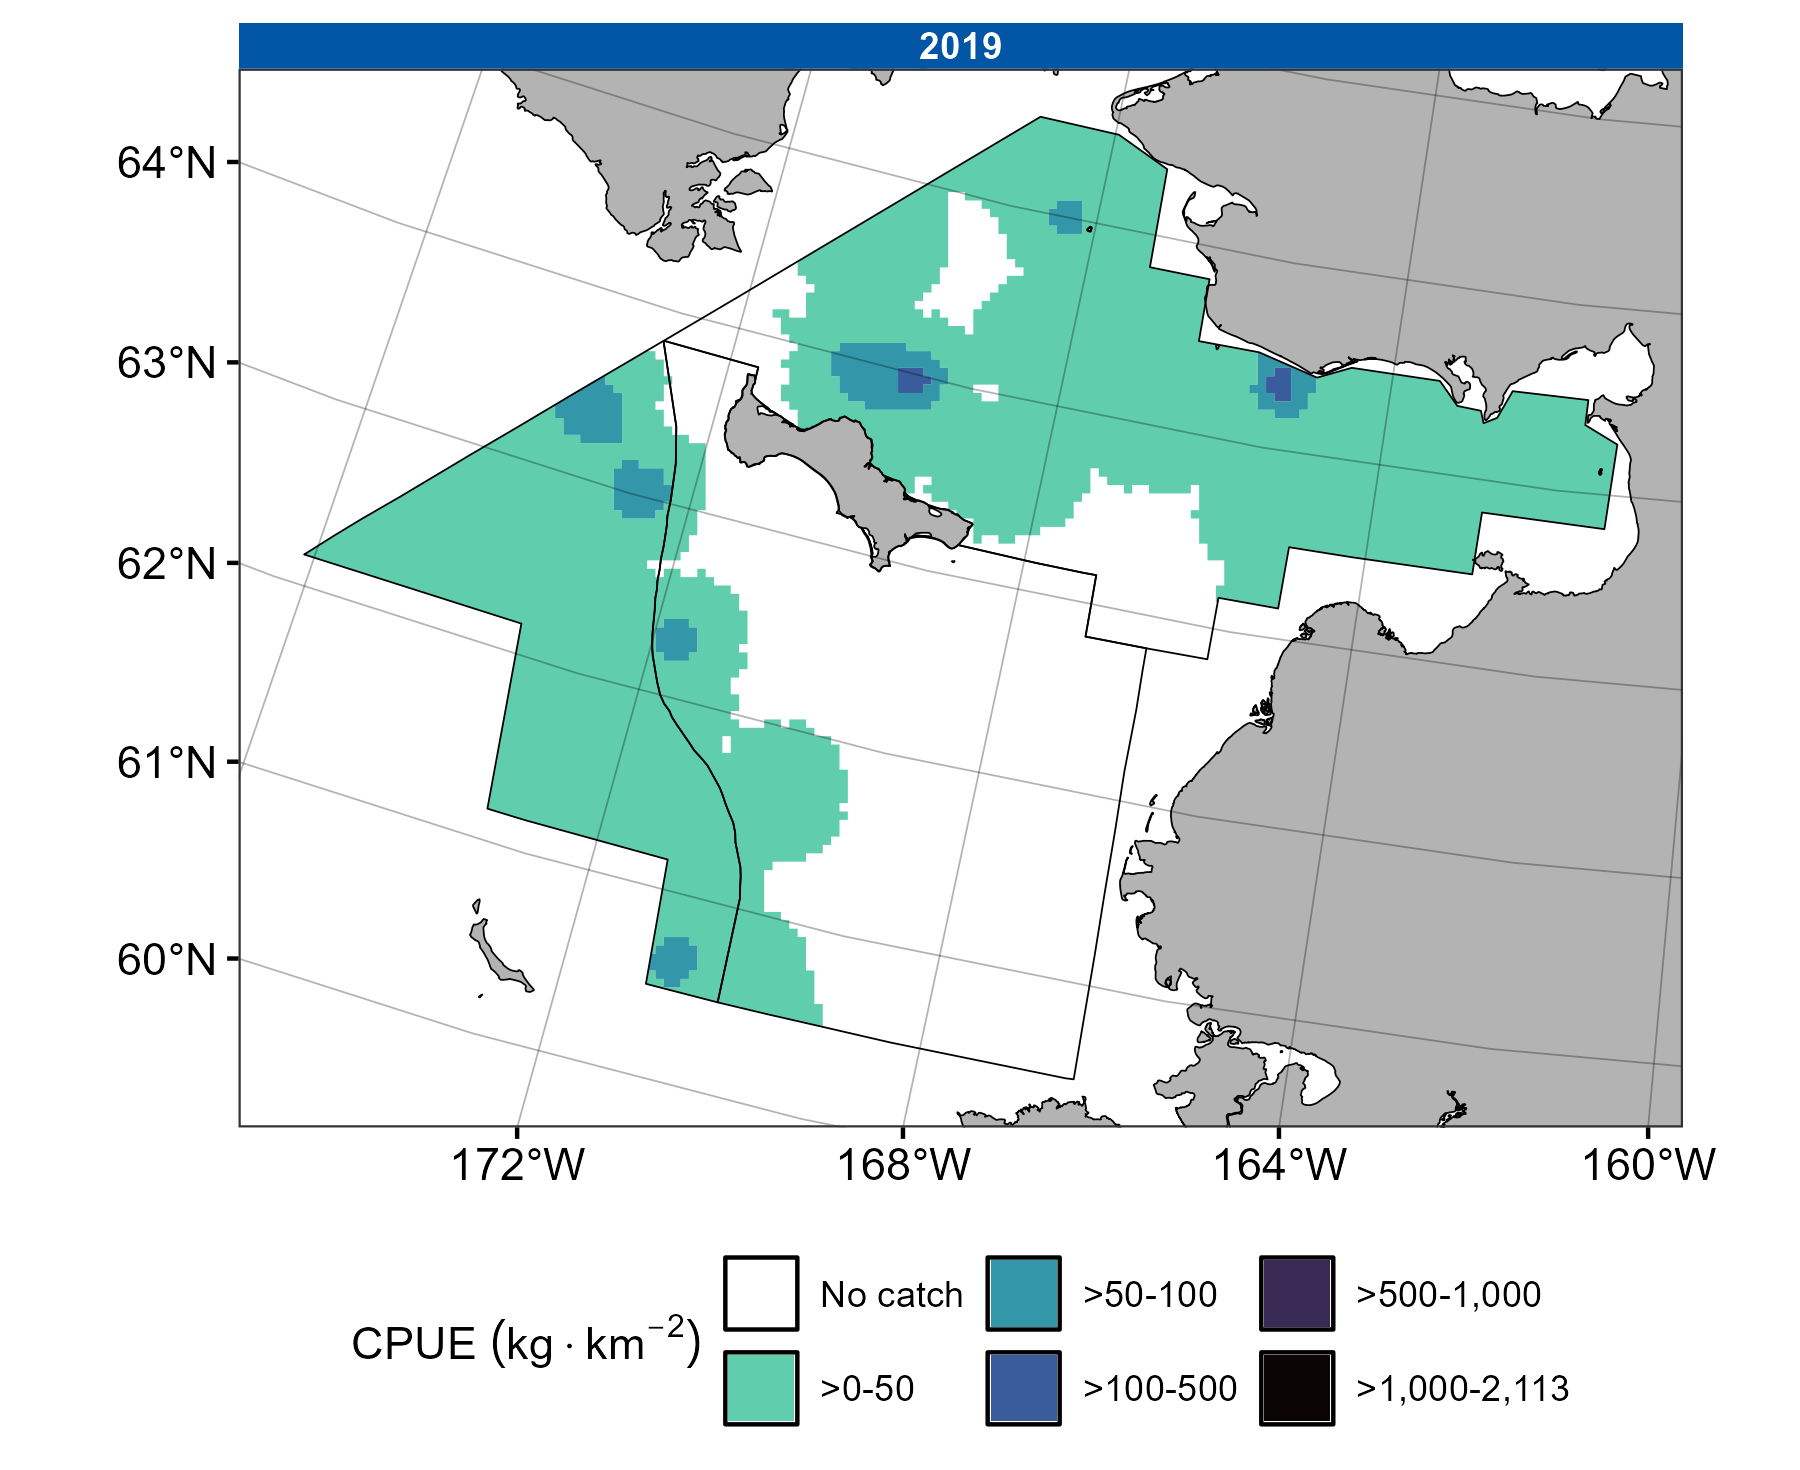 2019
64°N
63°N
62°N
61°N
60°N
172°W 168°W 164°W 160°W
CPUE (kg · km⁻²)
No catch >50-100 >500-1,000
>0-50 >100-500 >1,000-2,113